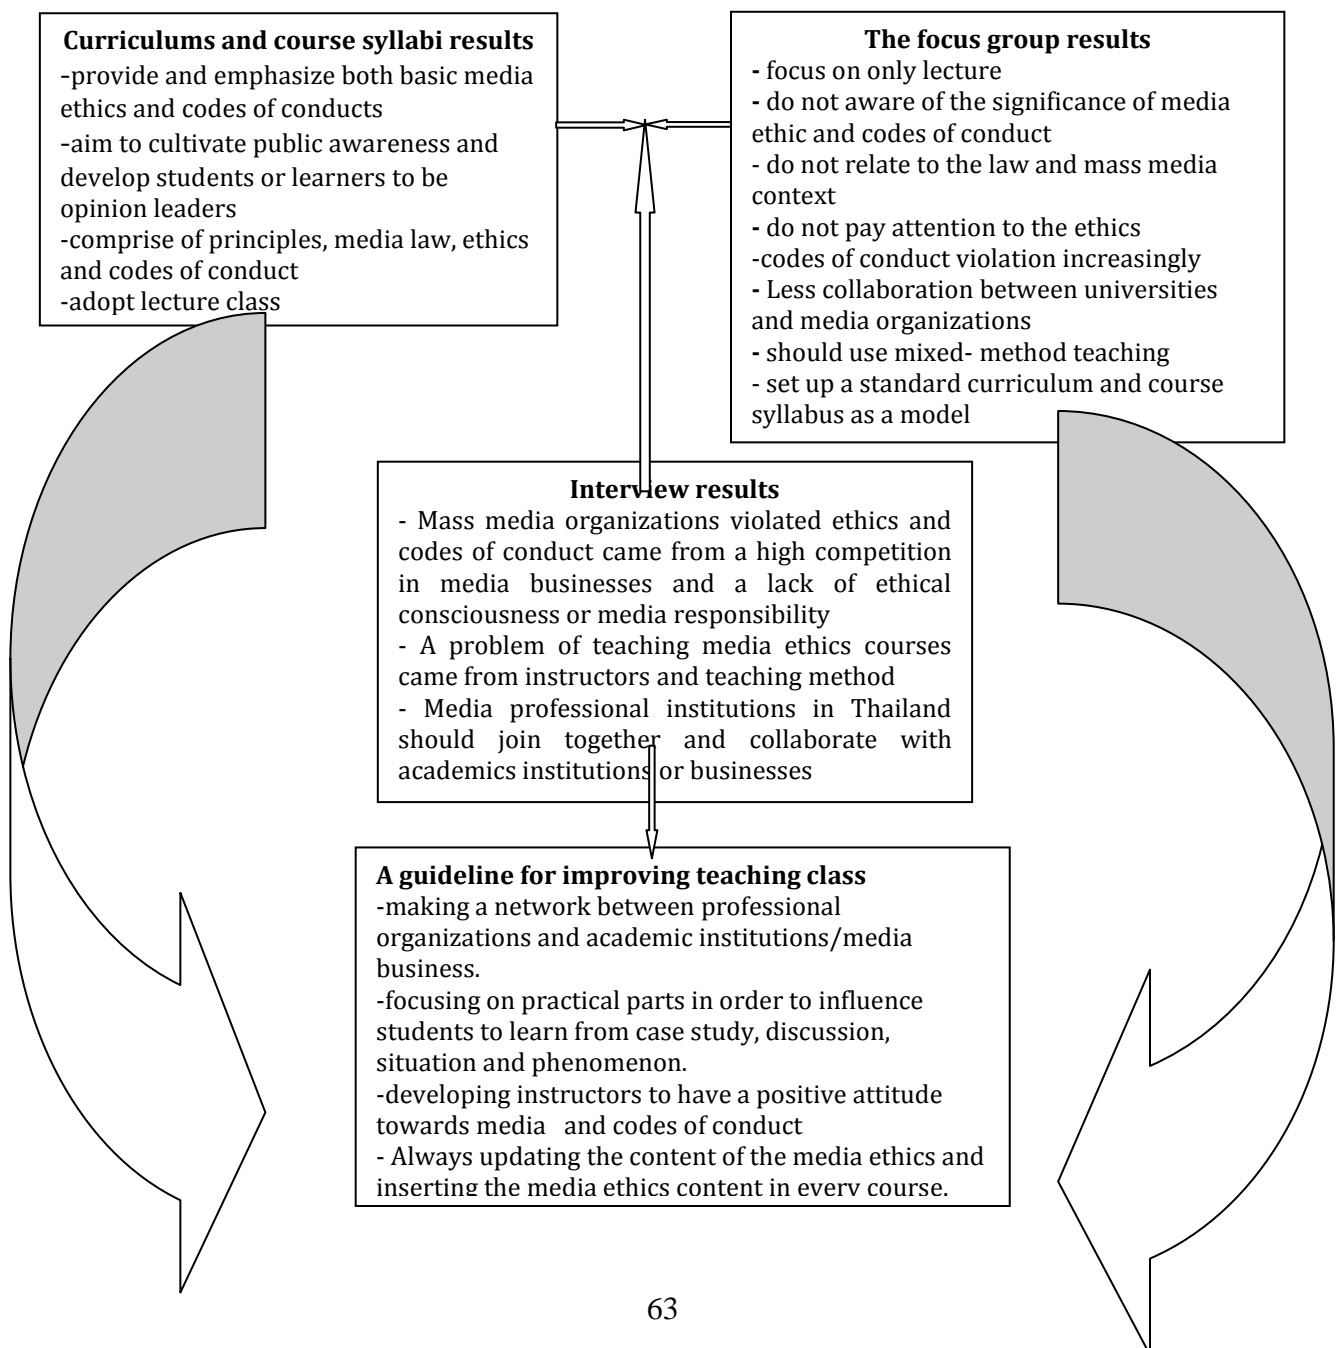 Curriculums and course syllabi results
-provide and emphasize both basic media
ethics and codes of conducts
-aim to cultivate public awareness and
develop students or learners to be
opinion leaders
-comprise of principles, media law, ethics
and codes of conduct
-adopt lecture class
The focus group results
- focus on only lecture
- do not aware of the significance of media
ethic and codes of conduct
- do not relate to the law and mass media
context
- do not pay attention to the ethics
-codes of conduct violation increasingly
- Less collaboration between universities
and media organizations
- should use mixed- method teaching
- set up a standard curriculum and course
syllabus as a model
Interview results
- Mass media organizations violated ethics and
codes of conduct came from a high competition
in media businesses and a lack of ethical
consciousness or media responsibility
- A problem of teaching media ethics courses
came from instructors and teaching method
- Media professional institutions in Thailand
should join together and collaborate with
academics institutions or businesses
A guideline for improving teaching class
-making a network between professional
organizations and academic institutions/media
business.
-focusing on practical parts in order to influence
students to learn from case study, discussion,
situation and phenomenon.
-developing instructors to have a positive attitude
towards media and codes of conduct
- Always updating the content of the media ethics and
inserting the media ethics content in every course.
63